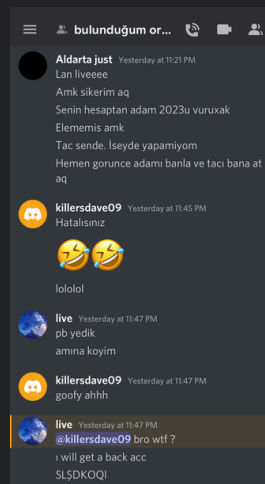 bulunduğum or...
Aldarta just Yesterday at 11:21 PM
Lan liveeee
Amk sikerim aq
Senin hesaptan adam 2023u vuruxak
Elememis amk
Tac sende. İseyde yapamiyom
Hemen gorunce adamı banla ve tacı bana at
aq
killersdave09 Yesterday at 11:45 PM
Hatalısınız
lololol
live Yesterday at 11:47 PM
pb yedik
amına koyim
killersdave09 Yesterday at 11:47 PM
goofy ahhh
live Yesterday at 11:47 PM
@killersdave09 bro wtf ?
ı will get a back acc
SLŞDKOQI